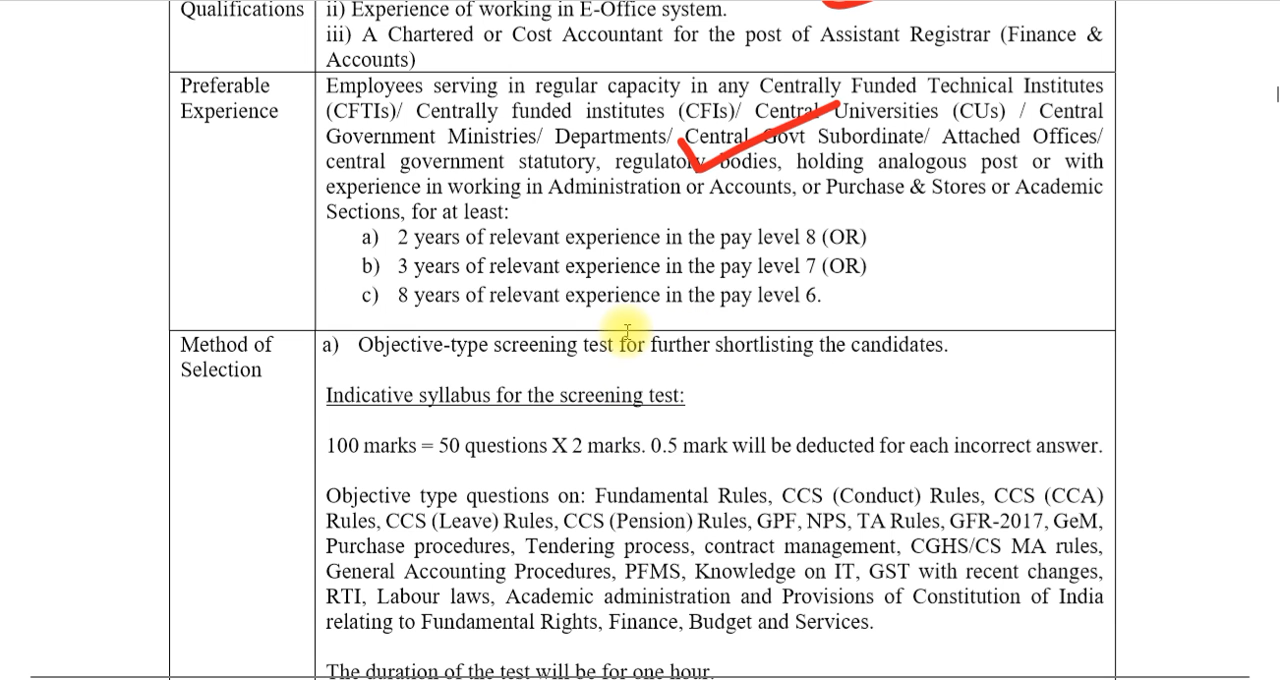 Qualifications
ii) Experience of working in E-Office system.
iii) A Chartered or Cost Accountant for the post of Assistant Registrar (Finance &
Accounts)
Preferable
Experience
Employees serving in regular capacity in any Centrally Funded Technical Institutes
(CFTIs)/ Centrally funded institutes (CFIs)/ Central Universities (CUs) / Central
Government Ministries/ Departments/ Central Govt Subordinate/ Attached Offices/
central government statutory, regulatory bodies, holding analogous post or with
experience in working in Administration or Accounts, or Purchase & Stores or Academic
Sections, for at least:
a) 2 years of relevant experience in the pay level 8 (OR)
b) 3 years of relevant experience in the pay level 7 (OR)
c) 8 years of relevant experience in the pay level 6.
Method of
Selection
a) Objective-type screening test for further shortlisting the candidates.
Indicative syllabus for the screening test:
100 marks = 50 questions X 2 marks. 0.5 mark will be deducted for each incorrect answer.
Objective type questions on: Fundamental Rules, CCS (Conduct) Rules, CCS (CCA)
Rules, CCS (Leave) Rules, CCS (Pension) Rules, GPF, NPS, TA Rules, GFR-2017, GeM,
Purchase procedures, Tendering process, contract management, CGHS/CS MA rules,
General Accounting Procedures, PFMS, Knowledge on IT, GST with recent changes,
RTI, Labour laws, Academic administration and Provisions of Constitution of India
relating to Fundamental Rights, Finance, Budget and Services.
The duration of the test will be for one hour.